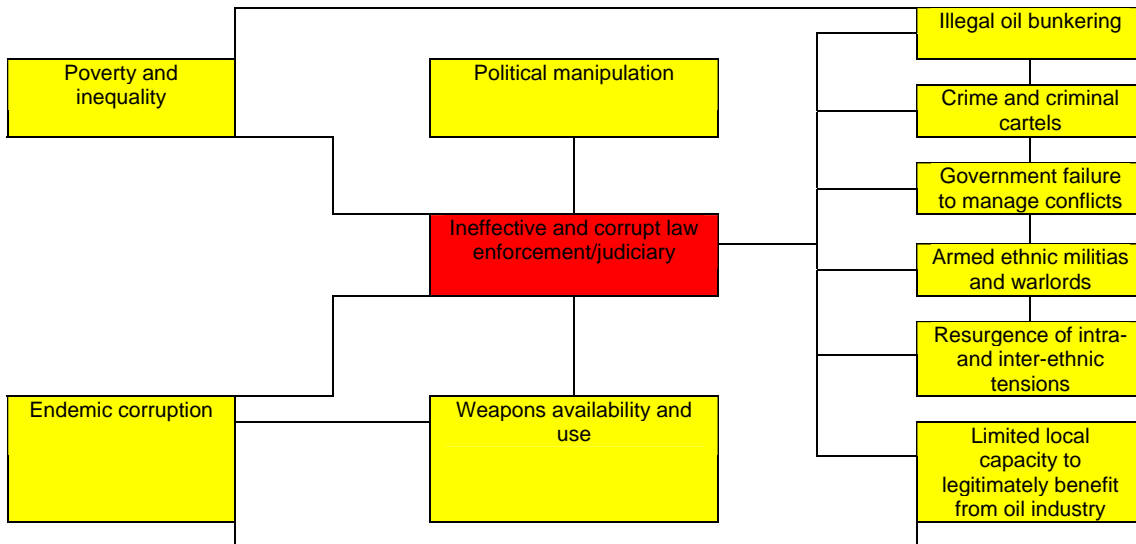 Poverty and
inequality
Political manipulation
Ineffective and corrupt law
enforcement/judiciary
Endemic corruption
Weapons availability and
use
Illegal oil bunkering
Crime and criminal
cartels
Government failure
to manage conflicts
Armed ethnic militias
and warlords
Resurgence of intra-
and inter-ethnic
tensions
Limited local
capacity to
legitimately benefit
from oil industry